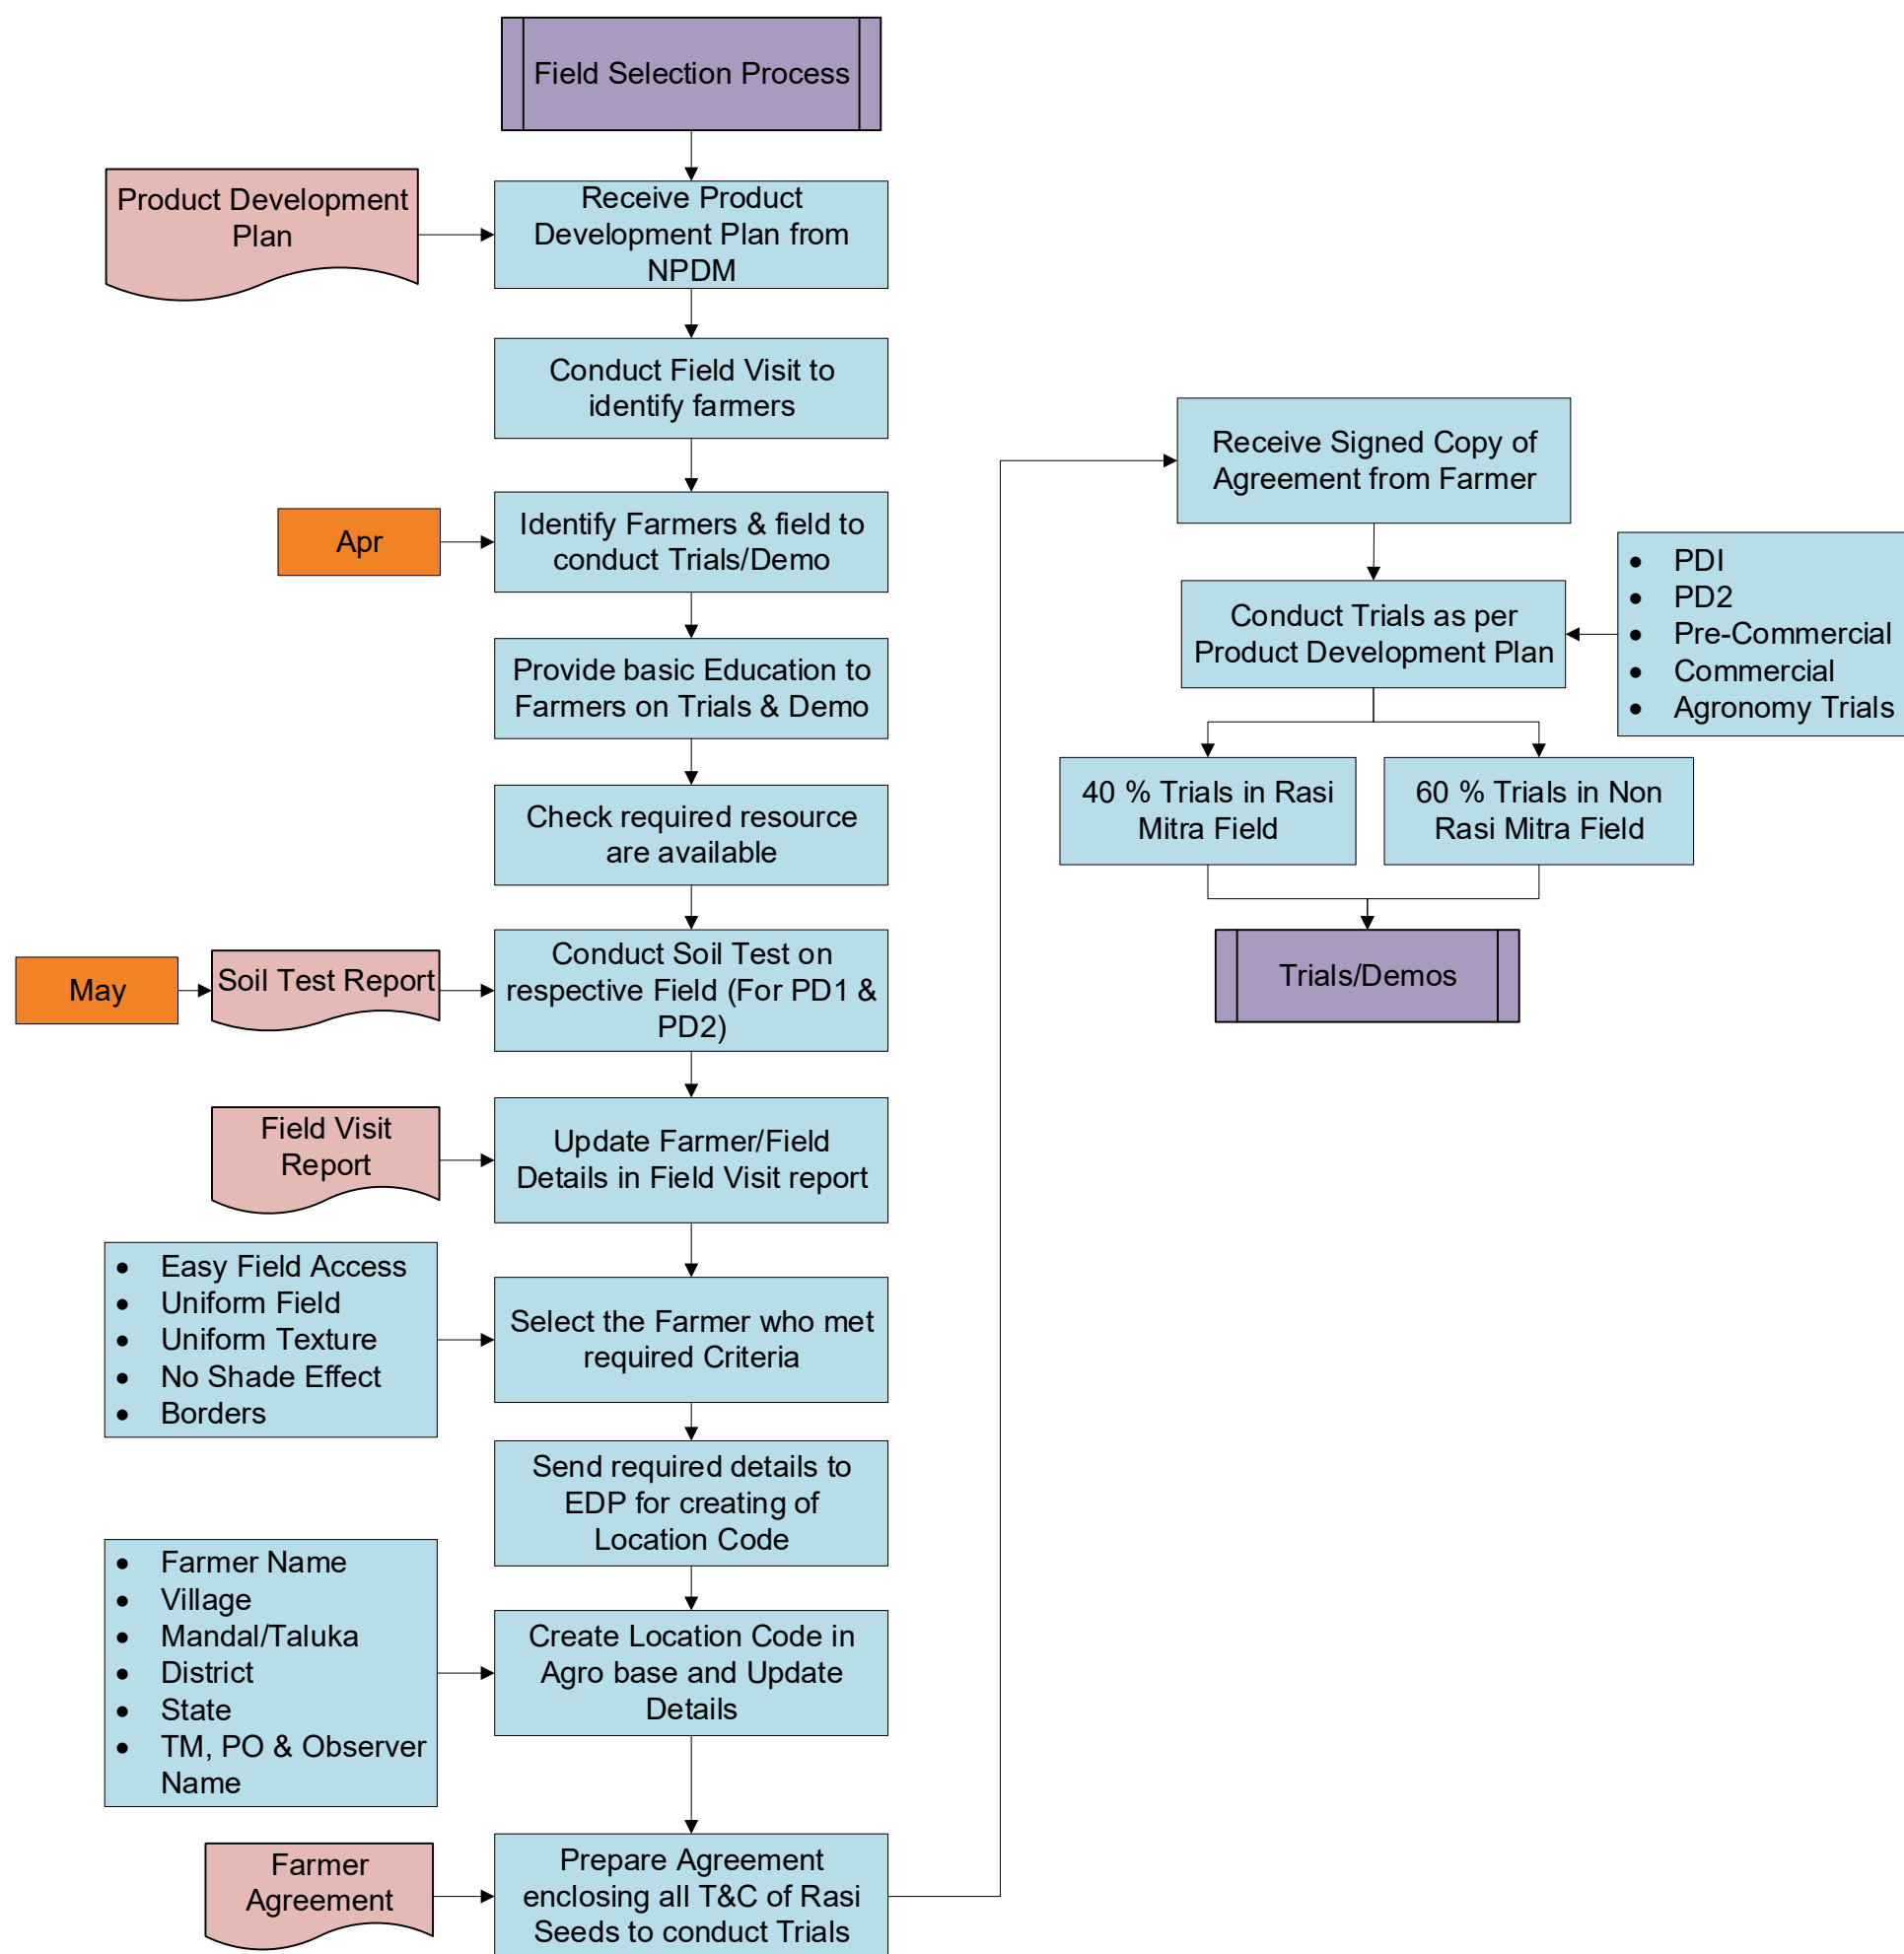 Field Selection Process
Product Development
Plan
Receive Product
Development Plan from
NPDM
Conduct Field Visit to
identify farmers
Apr
Identify Farmers & field to
conduct Trials/Demo
Provide basic Education to
Farmers on Trials & Demo
Check required resource
are available
May
Soil Test Report
Conduct Soil Test on
respective Field (For PD1 &
PD2)
Field Visit
Report
Update Farmer/Field
Details in Field Visit report
• Easy Field Access
• Uniform Field
• Uniform Texture
• No Shade Effect
• Borders
Select the Farmer who met
required Criteria
Send required details to
EDP for creating of
Location Code
• Farmer Name
• Village
• Mandal/Taluka
• District
• State
• TM, PO & Observer
Name
Create Location Code in
Agro base and Update
Details
Farmer
Agreement
Prepare Agreement
enclosing all T&C of Rasi
Seeds to conduct Trials
Receive Signed Copy of
Agreement from Farmer
Conduct Trials as per
Product Development Plan
• PDI
• PD2
• Pre-Commercial
• Commercial
• Agronomy Trials
40 % Trials in Rasi
Mitra Field
60 % Trials in Non
Rasi Mitra Field
Trials/Demos